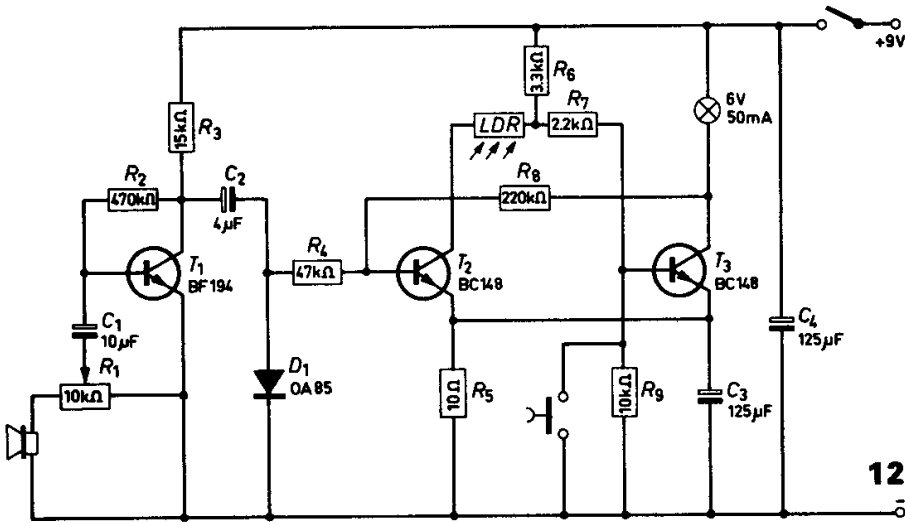 +9V
R3
15kΩ
R6
3.3kΩ
LDR
R7
2.2kΩ
6V
50mA
R2
470kΩ
C2
4µF
R8
220kΩ
R4
47kΩ
T1
BF194
T2
BC148
T3
BC148
C1
10µF
R1
10kΩ
D1
OA85
R5
10Ω
R9
10kΩ
C3
125µF
C4
125µF
12
-